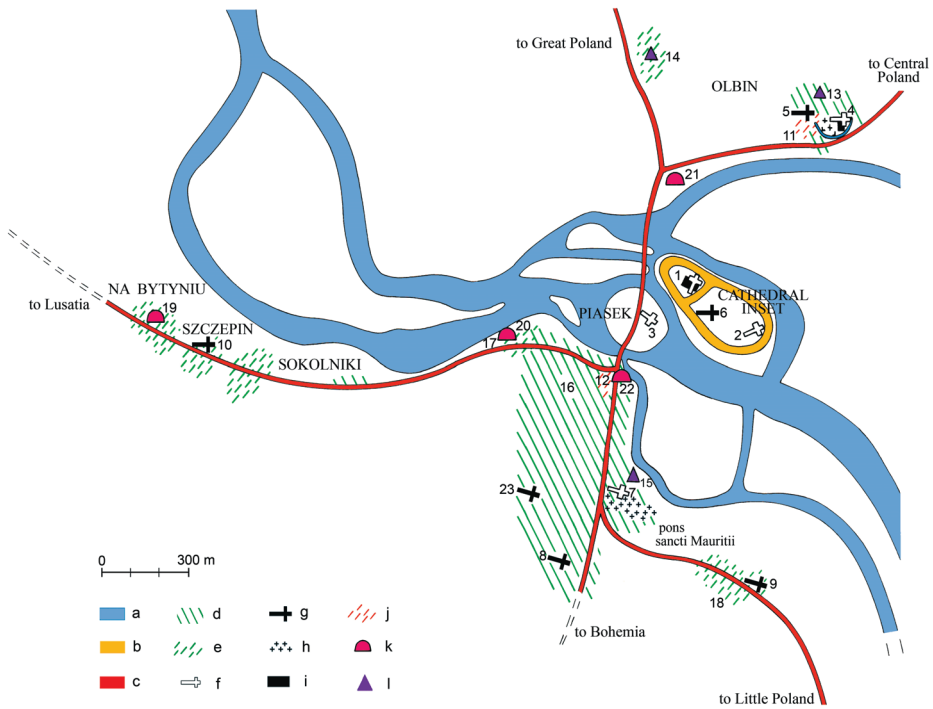 to Great Poland
14
OLBIN
to Central
Poland
13
5
4
11
21
NA BYTYNIU
19
to Lusatia
SZCZEPIN
10
SOKOLNIKI
1
CATHEDRAL
INSET
PIASEK
6
2
3
20
17
16
12
22
15
23
7
pons
sancti Mauritii
8
9
18
0 300 m
to Bohemia
a d g j
b e h k
c f i l
to Little Poland